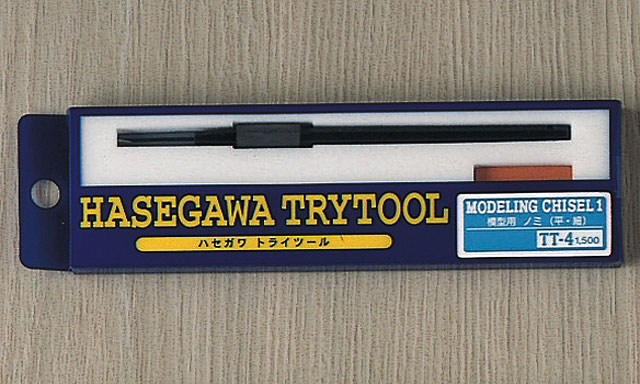 HASEGAWA TRYTOOL
ハセガワ トライツール
MODELING CHISEL 1
模型用 ノミ (平・細)
TT-4 1,500